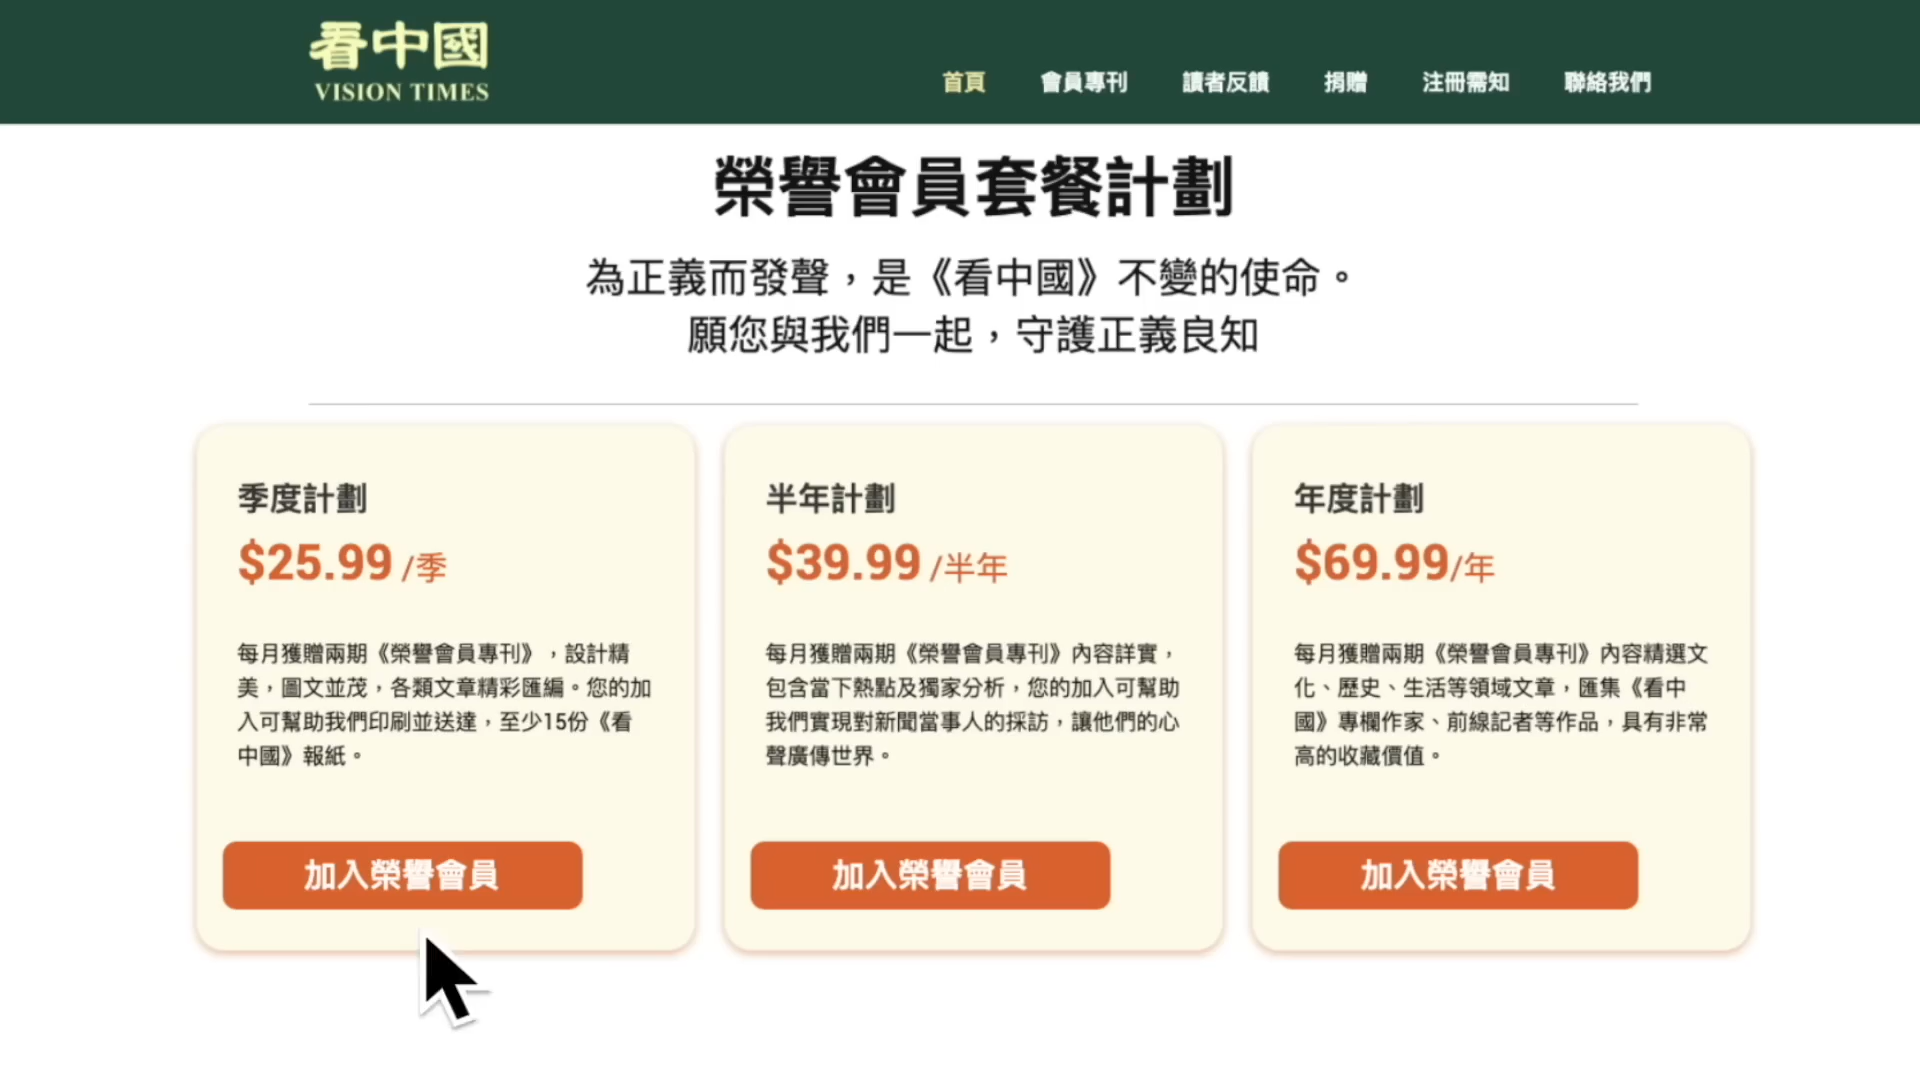 看中國
VISION TIMES
首頁
會員專刊
讀者反饋
捐贈
注冊需知
聯絡我們
榮譽會員套餐計劃
為正義而發聲，是《看中國》不變的使命。
願您與我們一起，守護正義良知
季度計劃
$25.99 /季
每月獲贈兩期《榮譽會員專刊》，設計精
美，圖文並茂，各類文章精彩匯編。您的加
入可幫助我們印刷並送達，至少15份《看
中國》報紙。
加入榮譽會員
半年計劃
$39.99 /半年
每月獲贈兩期《榮譽會員專刊》內容詳實，
包含當下熱點及獨家分析，您的加入可幫助
我們實現對新聞當事人的採訪，讓他們的心
聲廣傳世界。
加入榮譽會員
年度計劃
$69.99/年
每月獲贈兩期《榮譽會員專刊》內容精選文
化、歷史、生活等領域文章，匯集《看中
國》專欄作家、前線記者等作品，具有非常
高的收藏價值。
加入榮譽會員